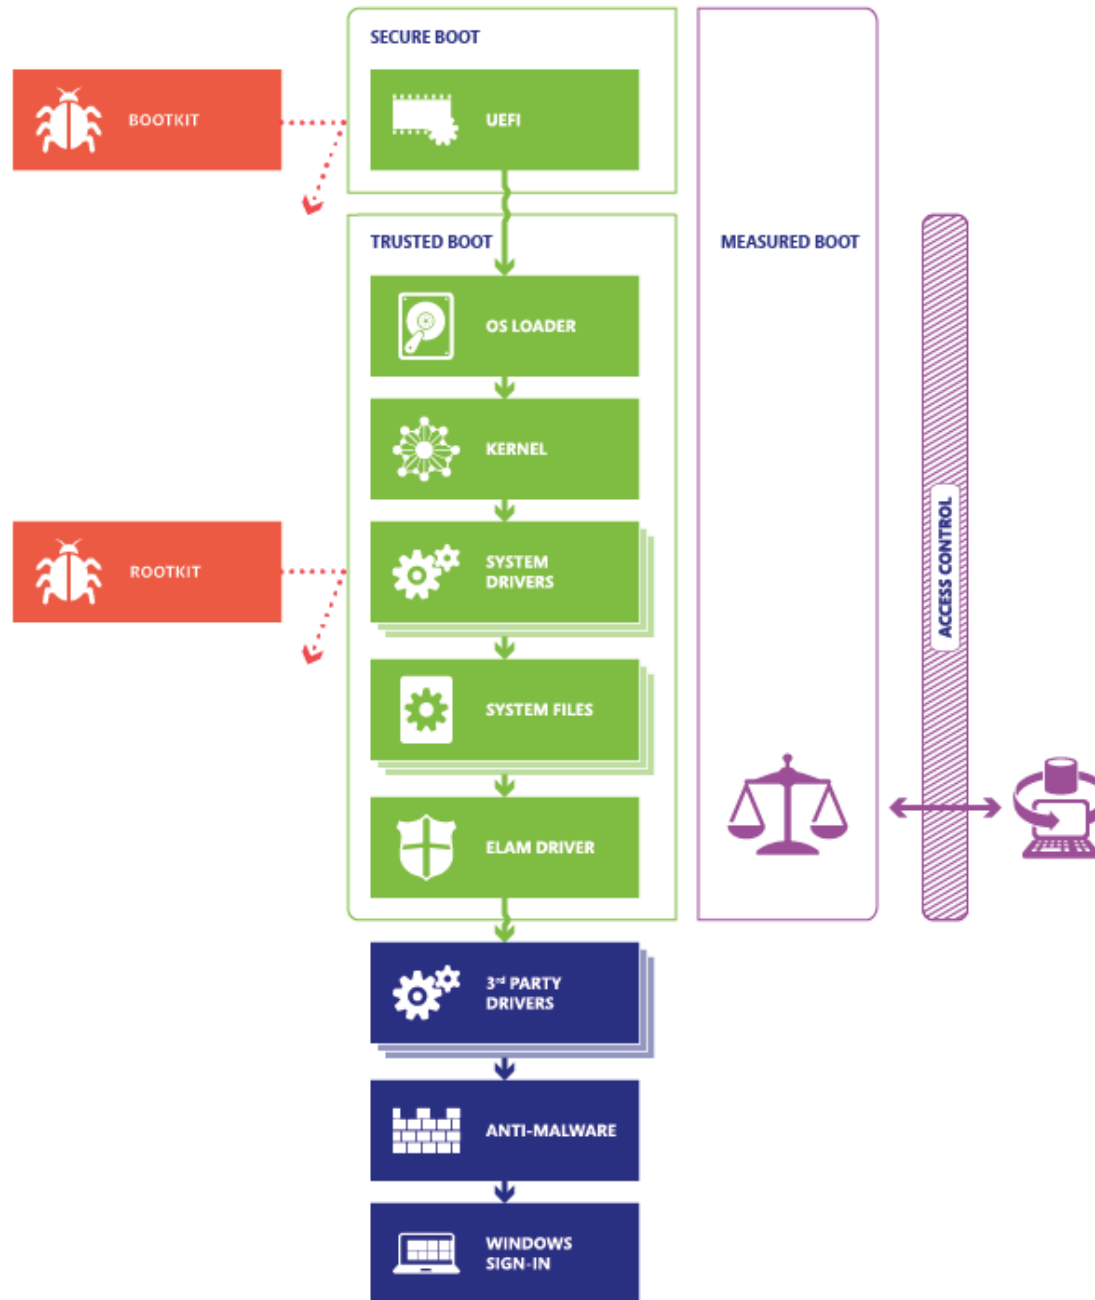 SECURE BOOT
BOOTKIT
UEFI
TRUSTED BOOT
MEASURED BOOT
OS LOADER
KERNEL
ROOTKIT
SYSTEM
DRIVERS
ACCESS CONTROL
SYSTEM FILES
ELAM DRIVER
3rd PARTY
DRIVERS
ANTI-MALWARE
WINDOWS
SIGN-IN